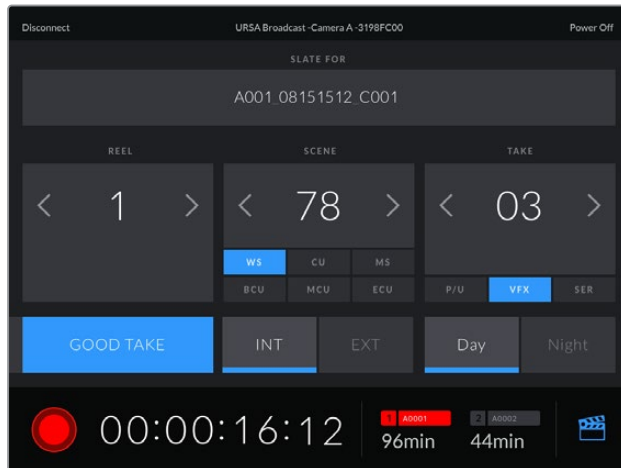 Disconnect URSA Broadcast -Camera A -3198FC00 Power Off
SLATE FOR
A001_08151512_C001
REEL SCENE TAKE
< 1 > < 78 > < 03 >
WS CU MS
BCU MCU ECU P/U VFX SER
GOOD TAKE INT EXT Day Night
00:00:16:12 1 A0001 2 A0002
96min 44min